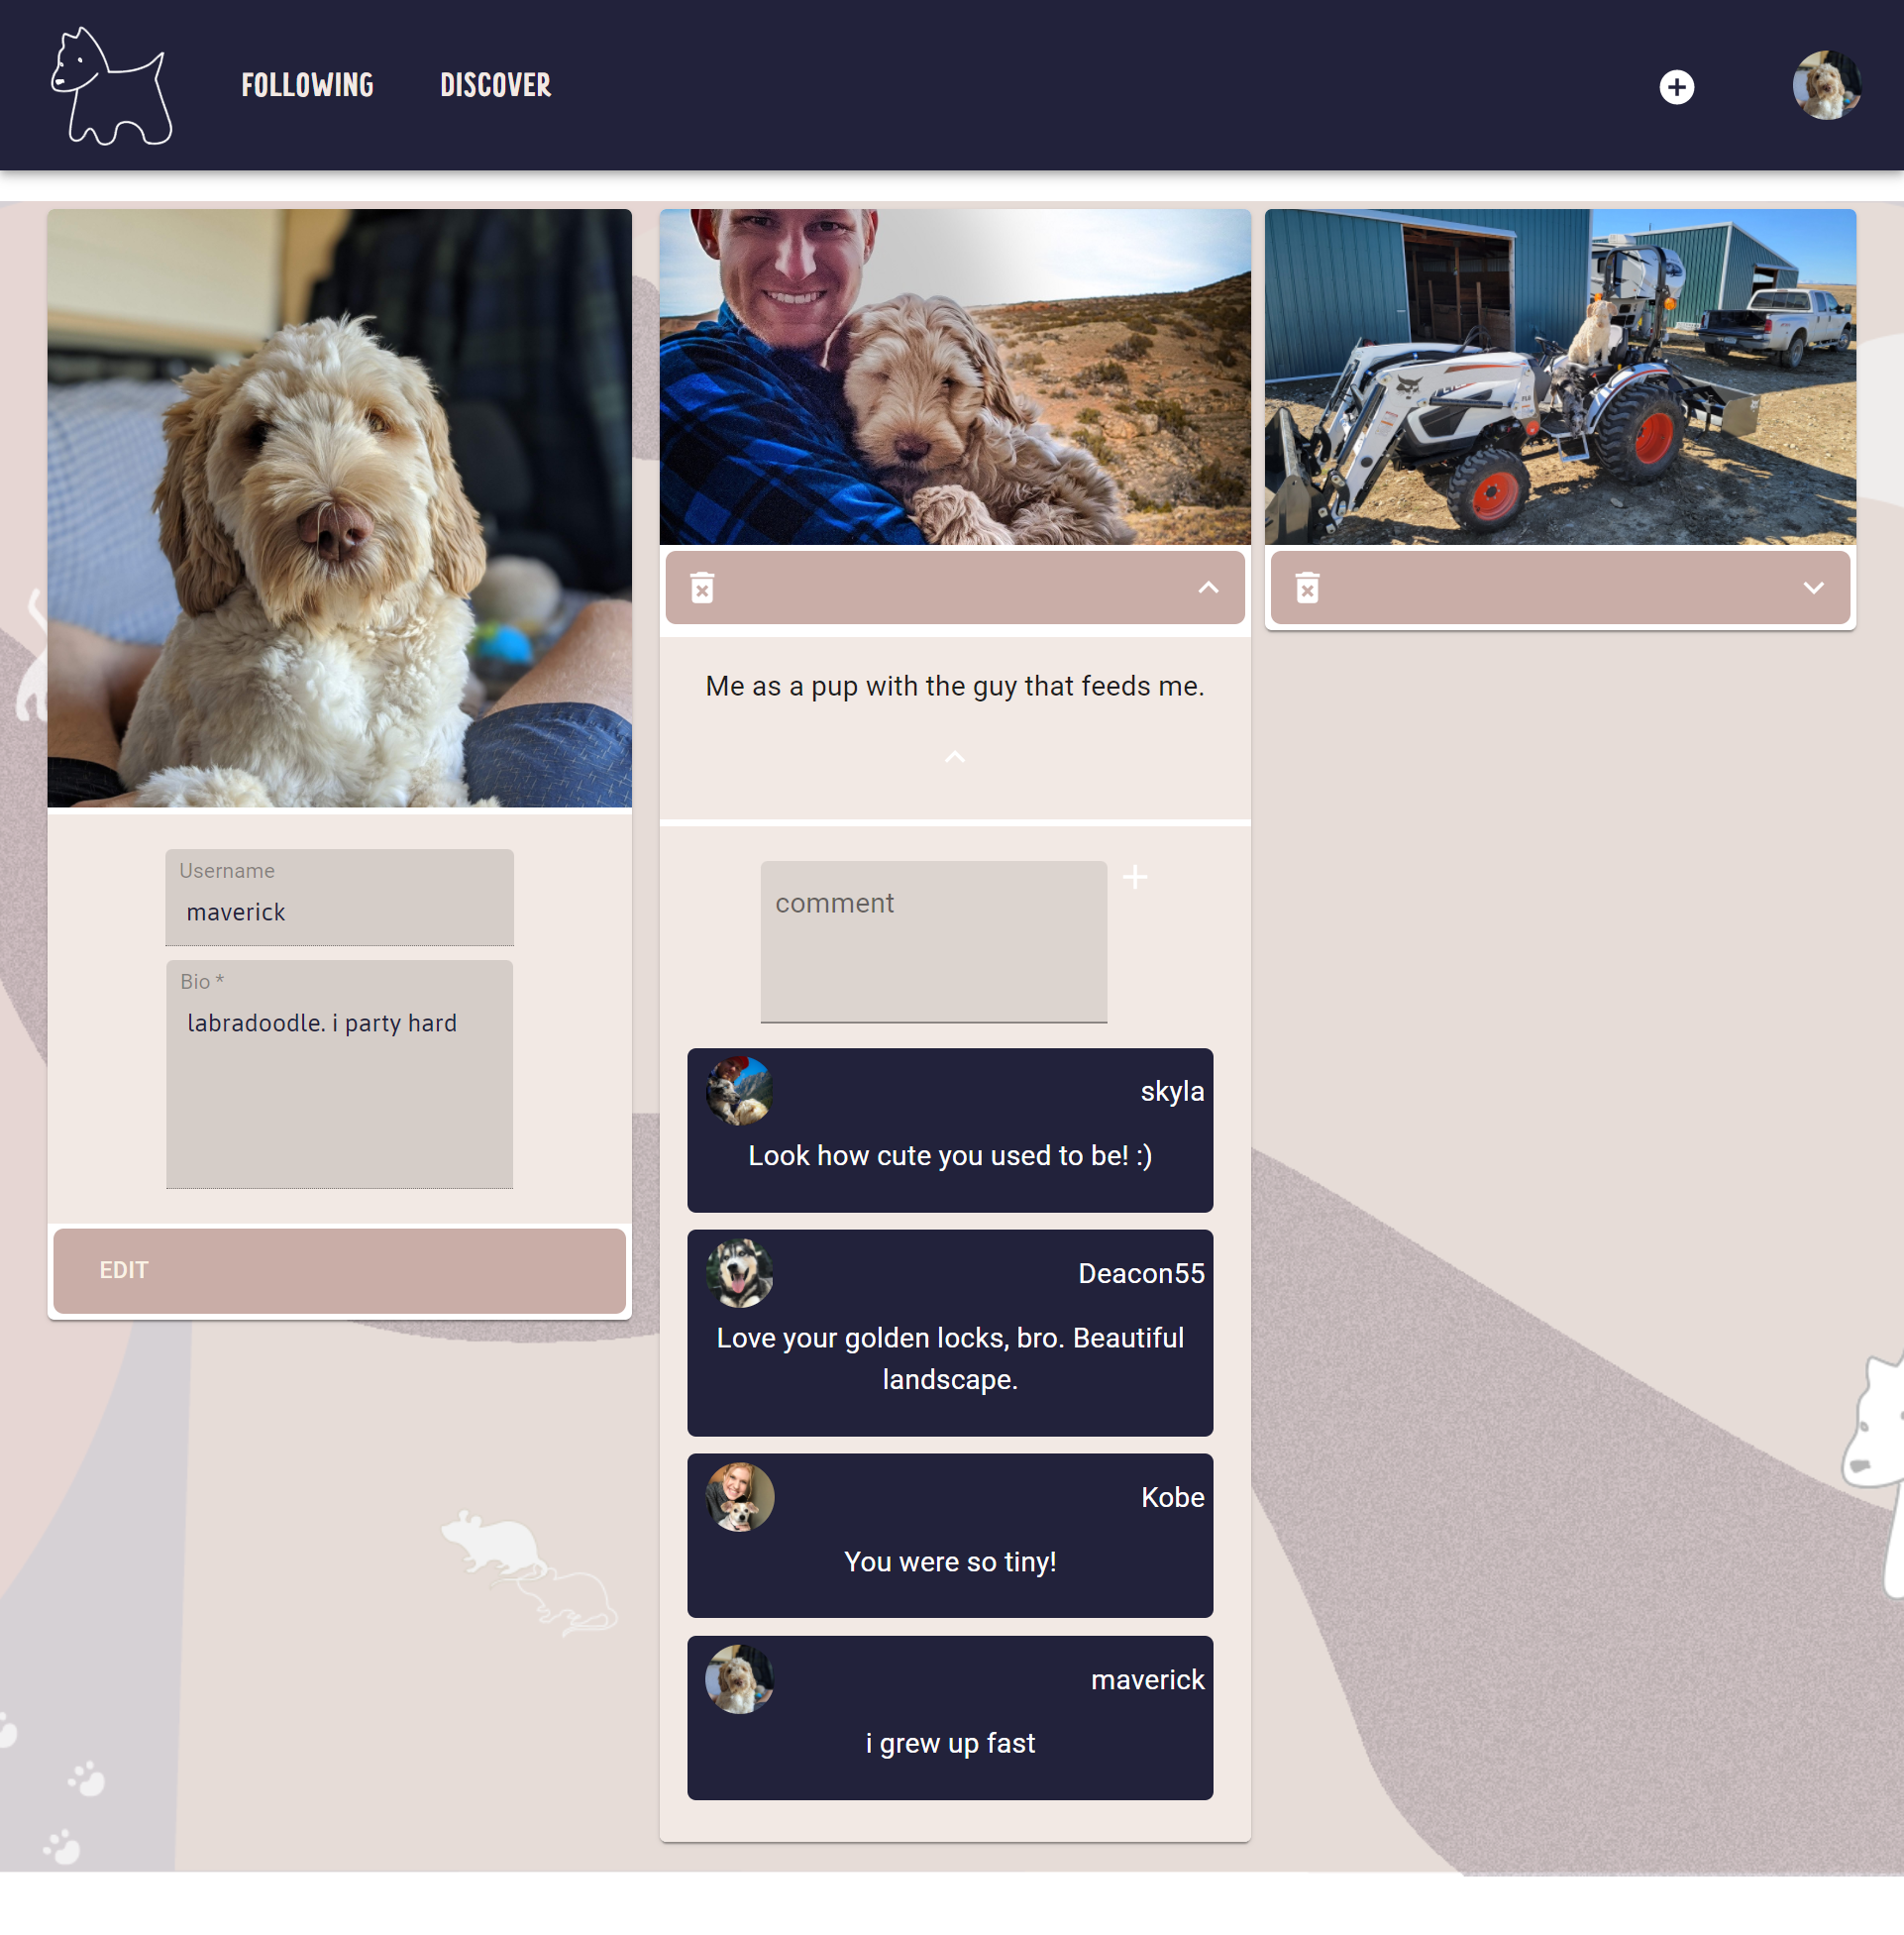 FOLLOWING
DISCOVER
Username
maverick
Bio *
labradoodle. i party hard
EDIT
Me as a pup with the guy that feeds me.
comment
skyla
Look how cute you used to be! :)
Deacon55
Love your golden locks, bro. Beautiful
landscape.
Kobe
You were so tiny!
maverick
i grew up fast